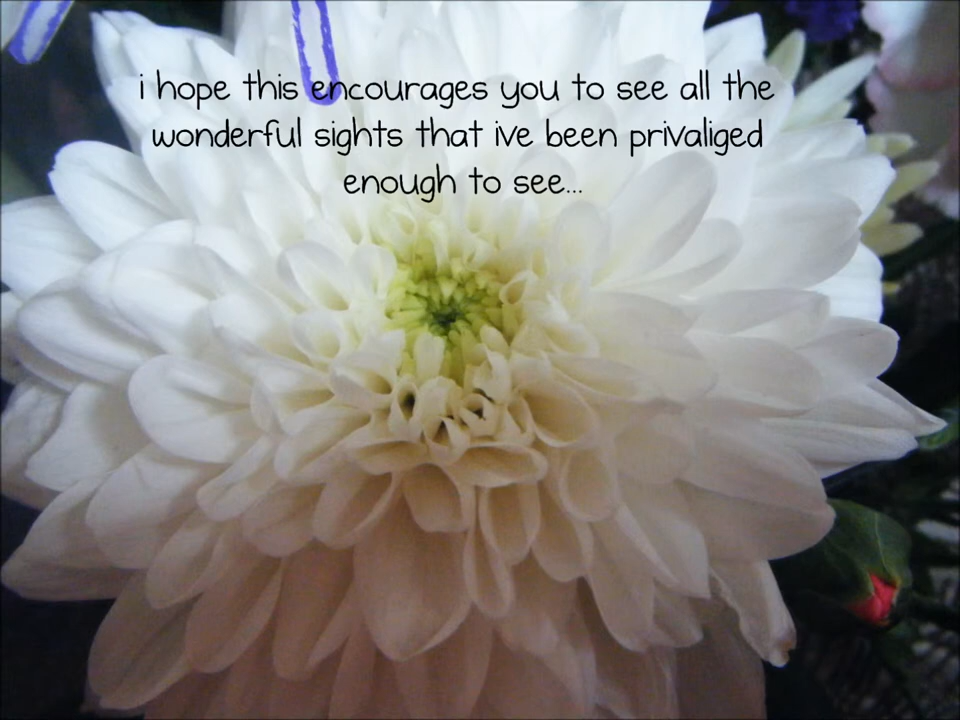 i hope this encourages you to see all the
wonderful sights that ive been privaliged
enough to see...